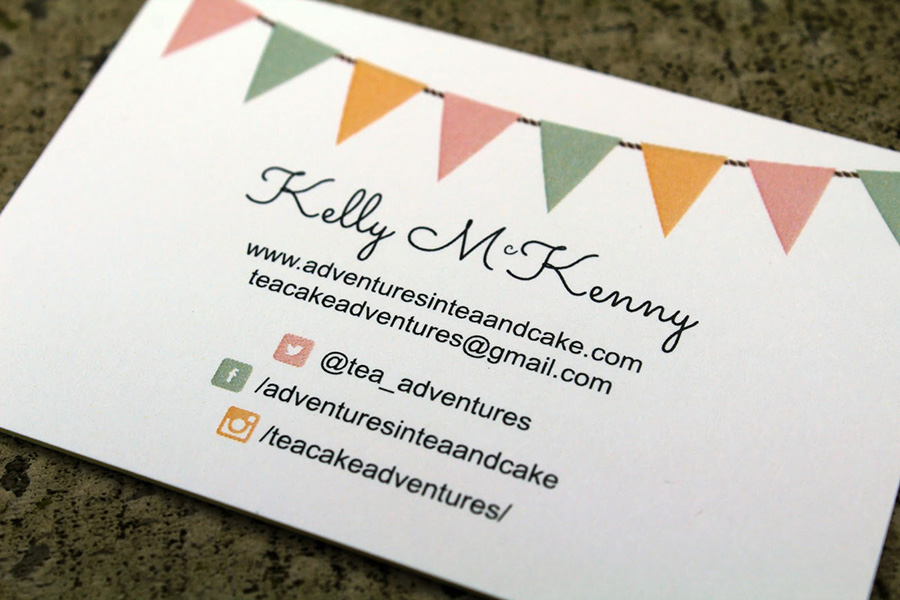 Kelly McKenny
www.adventuresinteaandcake.com
teacakeadventures@gmail.com
@tea_adventures
/adventuresinteaandcake
/teacakeadventures/